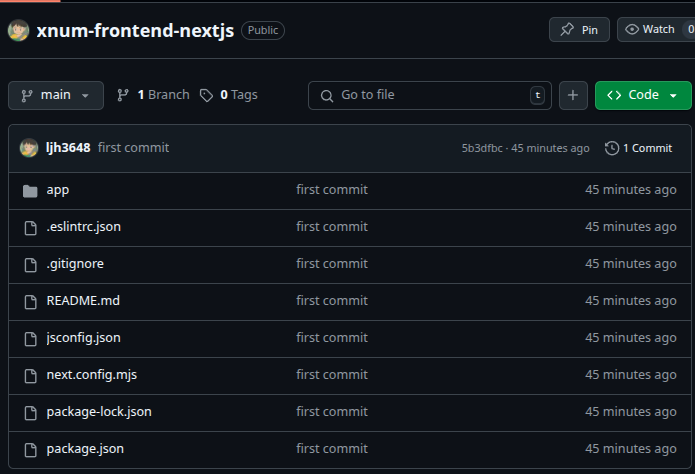 xnum-frontend-nextjs Public Pin Watch 0
main 1 Branch 0 Tags Go to file t Code
ljh3648 first commit 5b3dfbc · 45 minutes ago 1 Commit
app first commit 45 minutes ago
.eslintrc.json first commit 45 minutes ago
.gitignore first commit 45 minutes ago
README.md first commit 45 minutes ago
jsconfig.json first commit 45 minutes ago
next.config.mjs first commit 45 minutes ago
package-lock.json first commit 45 minutes ago
package.json first commit 45 minutes ago